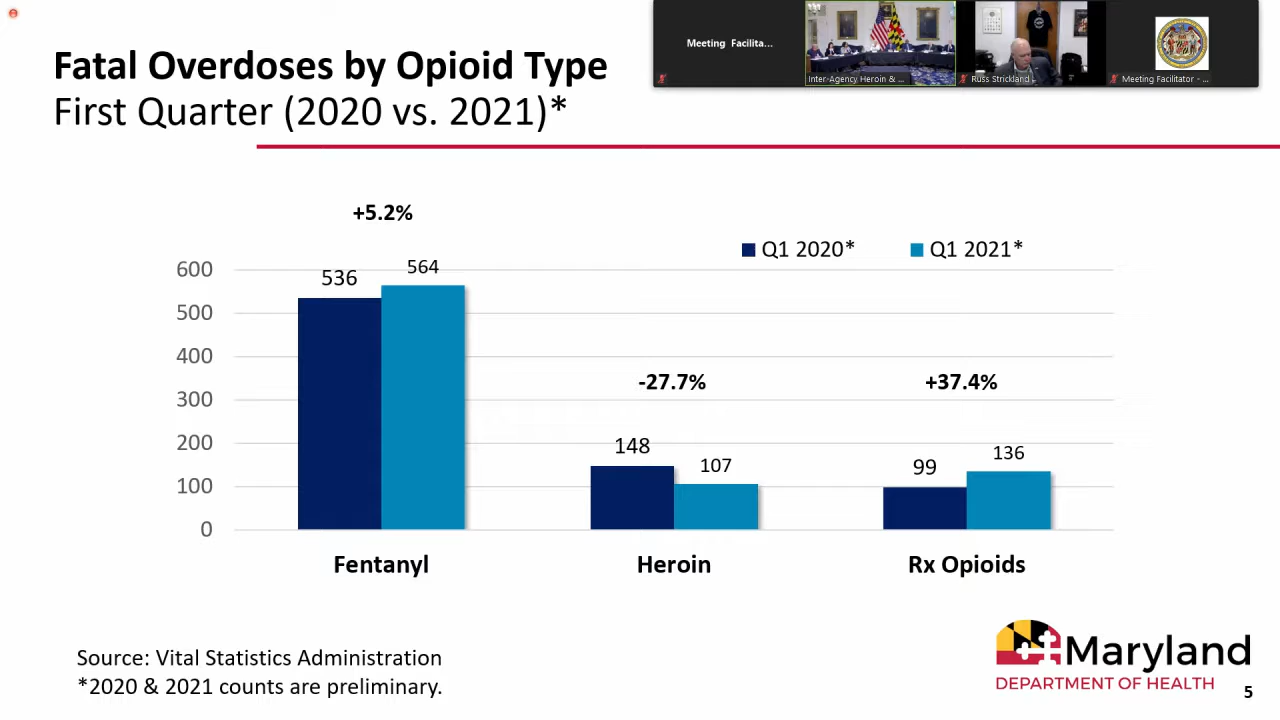 Fatal Overdoses by Opioid Type
First Quarter (2020 vs. 2021)*
Meeting Facilita...
Inter-Agency Heroin & ...
Russ Strickland
Meeting Facilitator - ...
+5.2%
Q1 2020*
Q1 2021*
600
500
400
300
200
100
0
536
564
-27.7%
148
107
+37.4%
99
136
Fentanyl
Heroin
Rx Opioids
Source: Vital Statistics Administration
*2020 & 2021 counts are preliminary.
Maryland
DEPARTMENT OF HEALTH
5